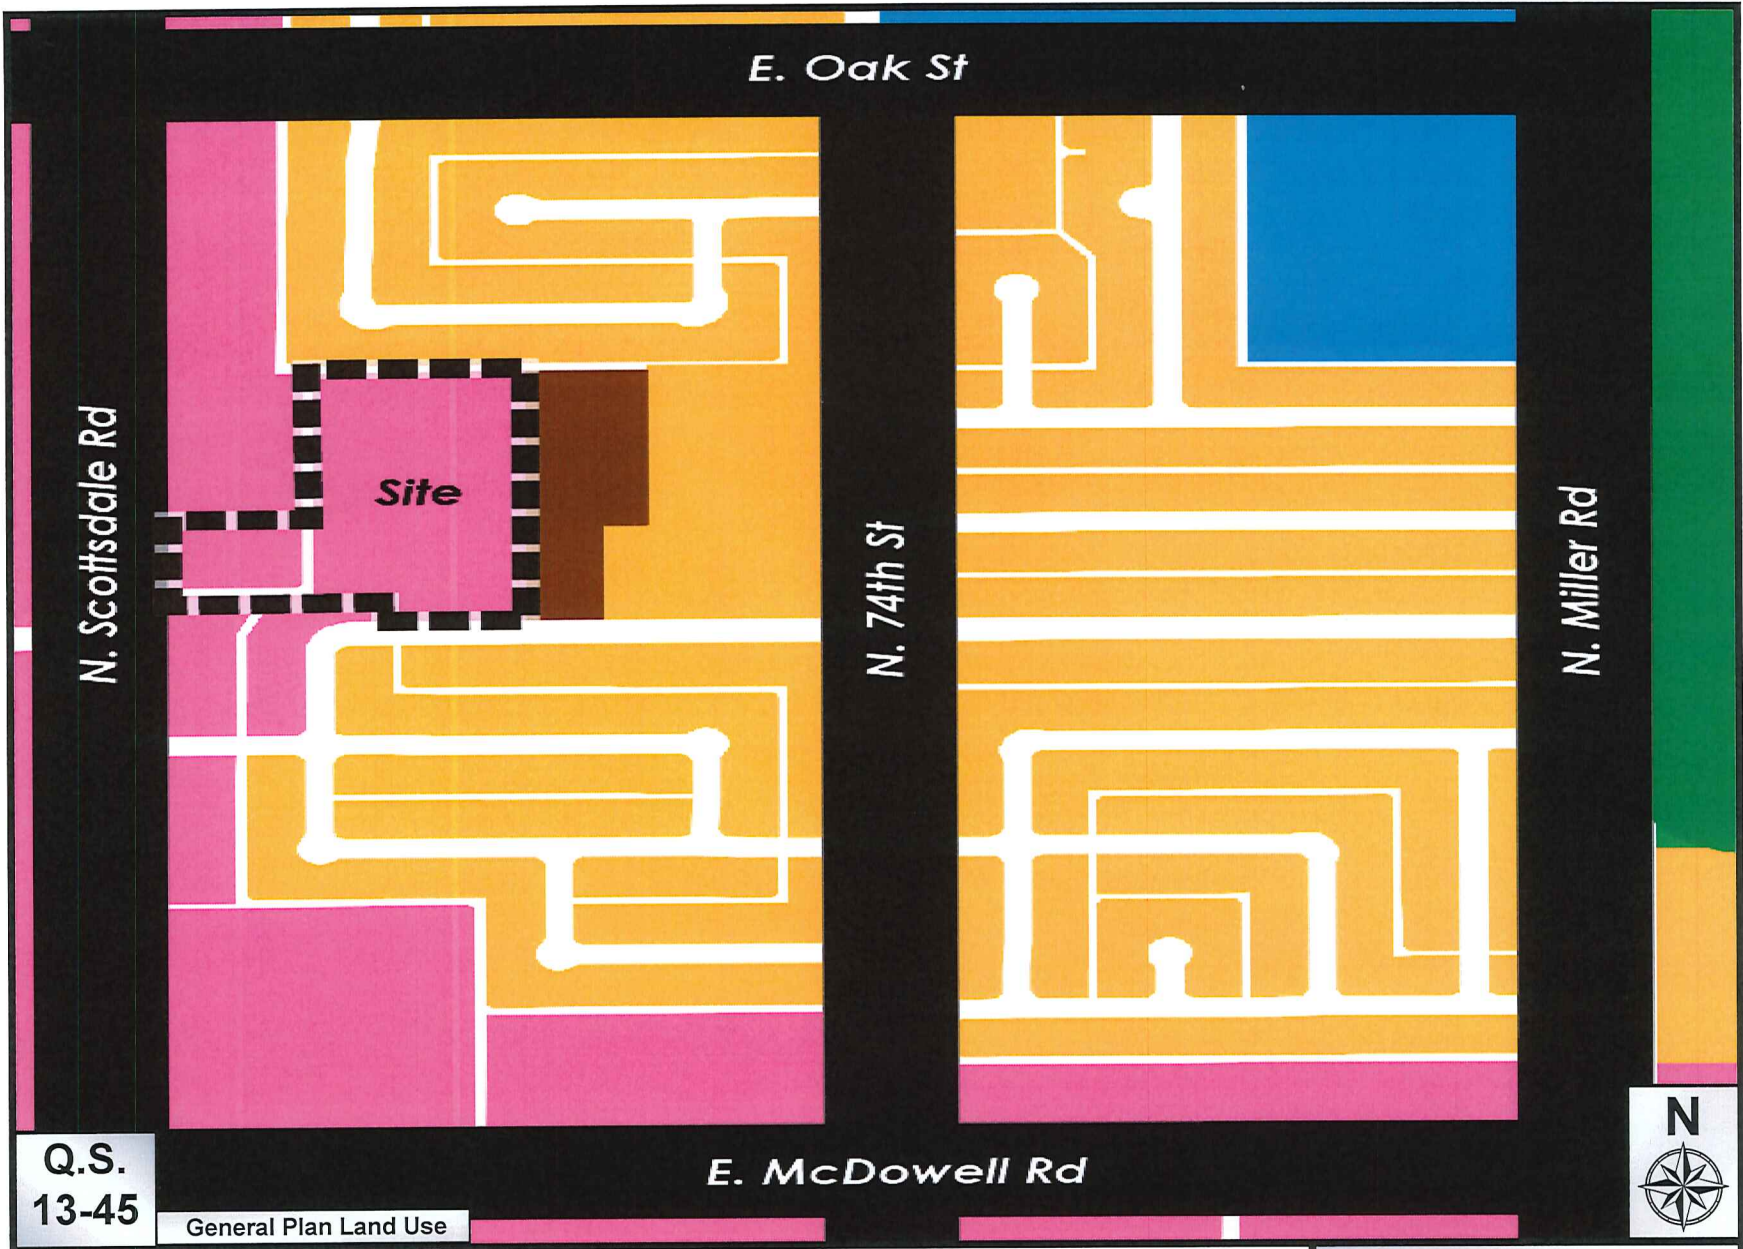 E. Oak St
Site
N. Scottsdale Rd
N. 74th St
N. Miller Rd
N
Q.S.
13-45
E. McDowell Rd
General Plan Land Use